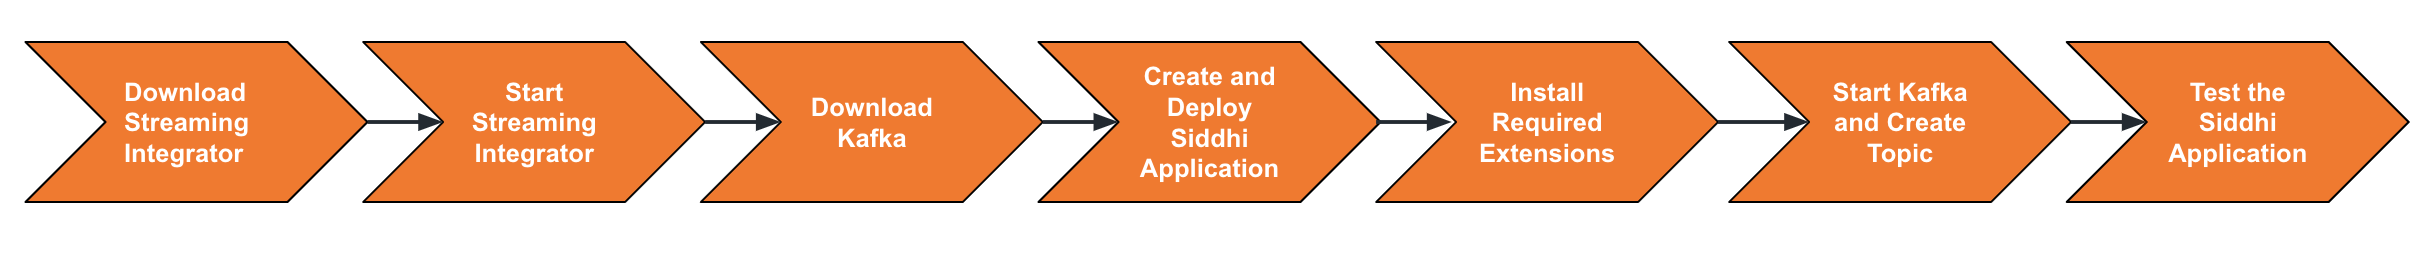 Download
Streaming
Integrator
Start
Streaming
Integrator
Download
Kafka
Create and
Deploy
Siddhi
Application
Install
Required
Extensions
Start Kafka
and Create
Topic
Test the
Siddhi
Application